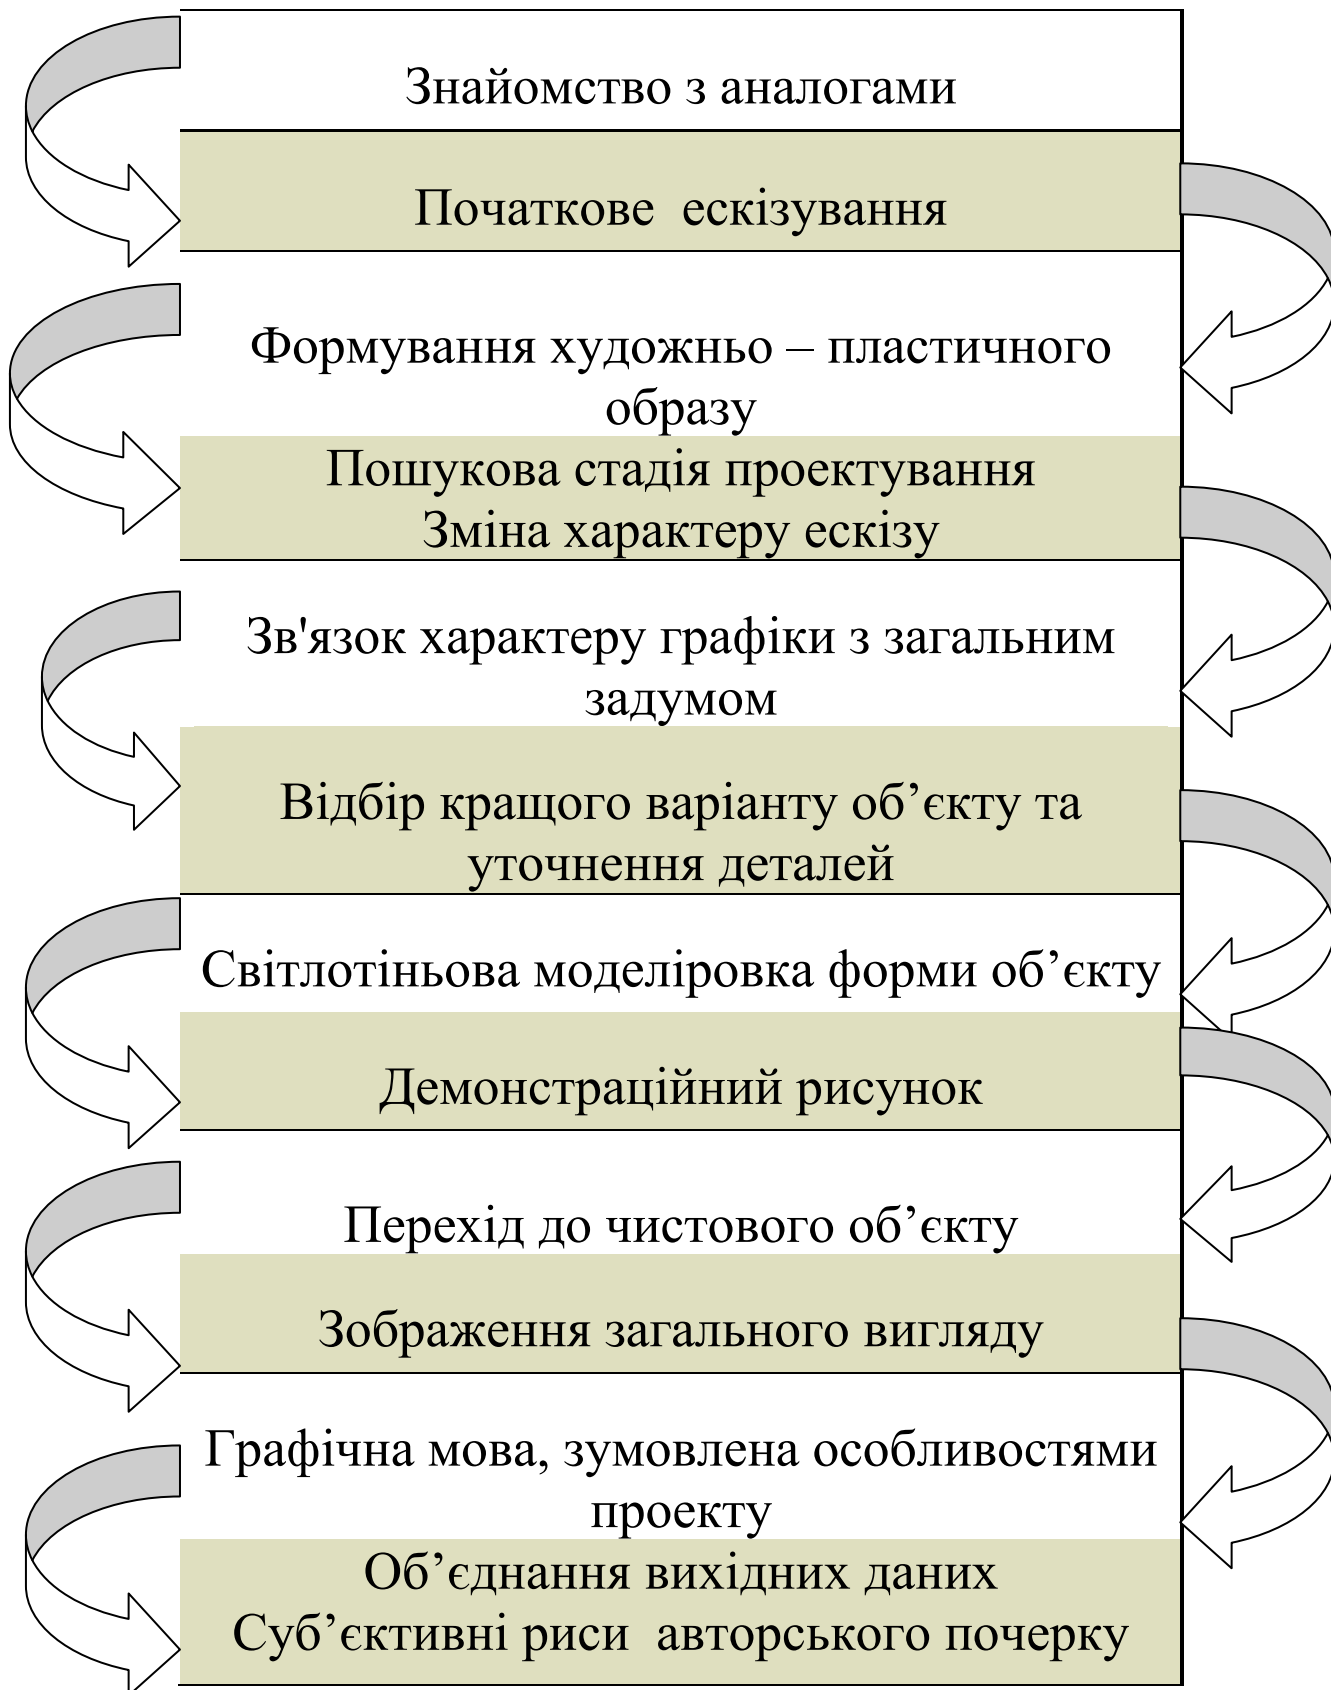 Знайомство з аналогами
Початкове ескізування
Формування художньо – пластичного
образу
Пошукова стадія проектування
Зміна характеру ескізу
Зв'язок характеру графіки з загальним
задумом
Відбір кращого варіанту об’єкту та
уточнення деталей
Світлотіньова моделіровка форми об’єкту
Демонстраційний рисунок
Перехід до чистового об’єкту
Зображення загального вигляду
Графічна мова, зумовлена особливостями
проекту
Об’єднання вихідних даних
Суб’єктивні риси авторського почерку